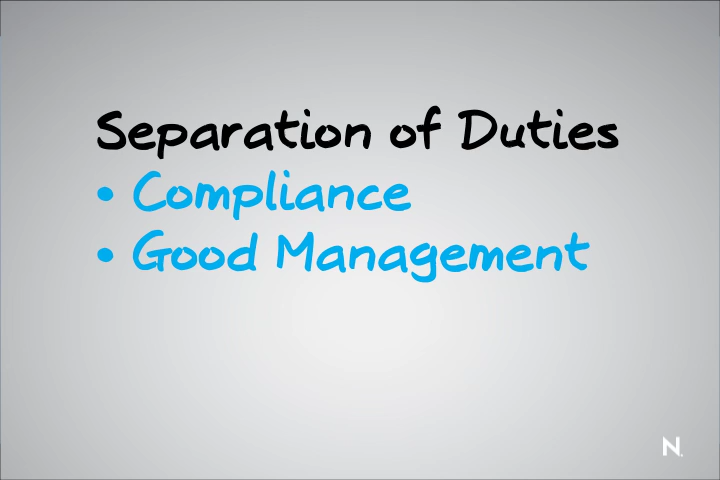 Separation of Duties
• Compliance
• Good Management
N.